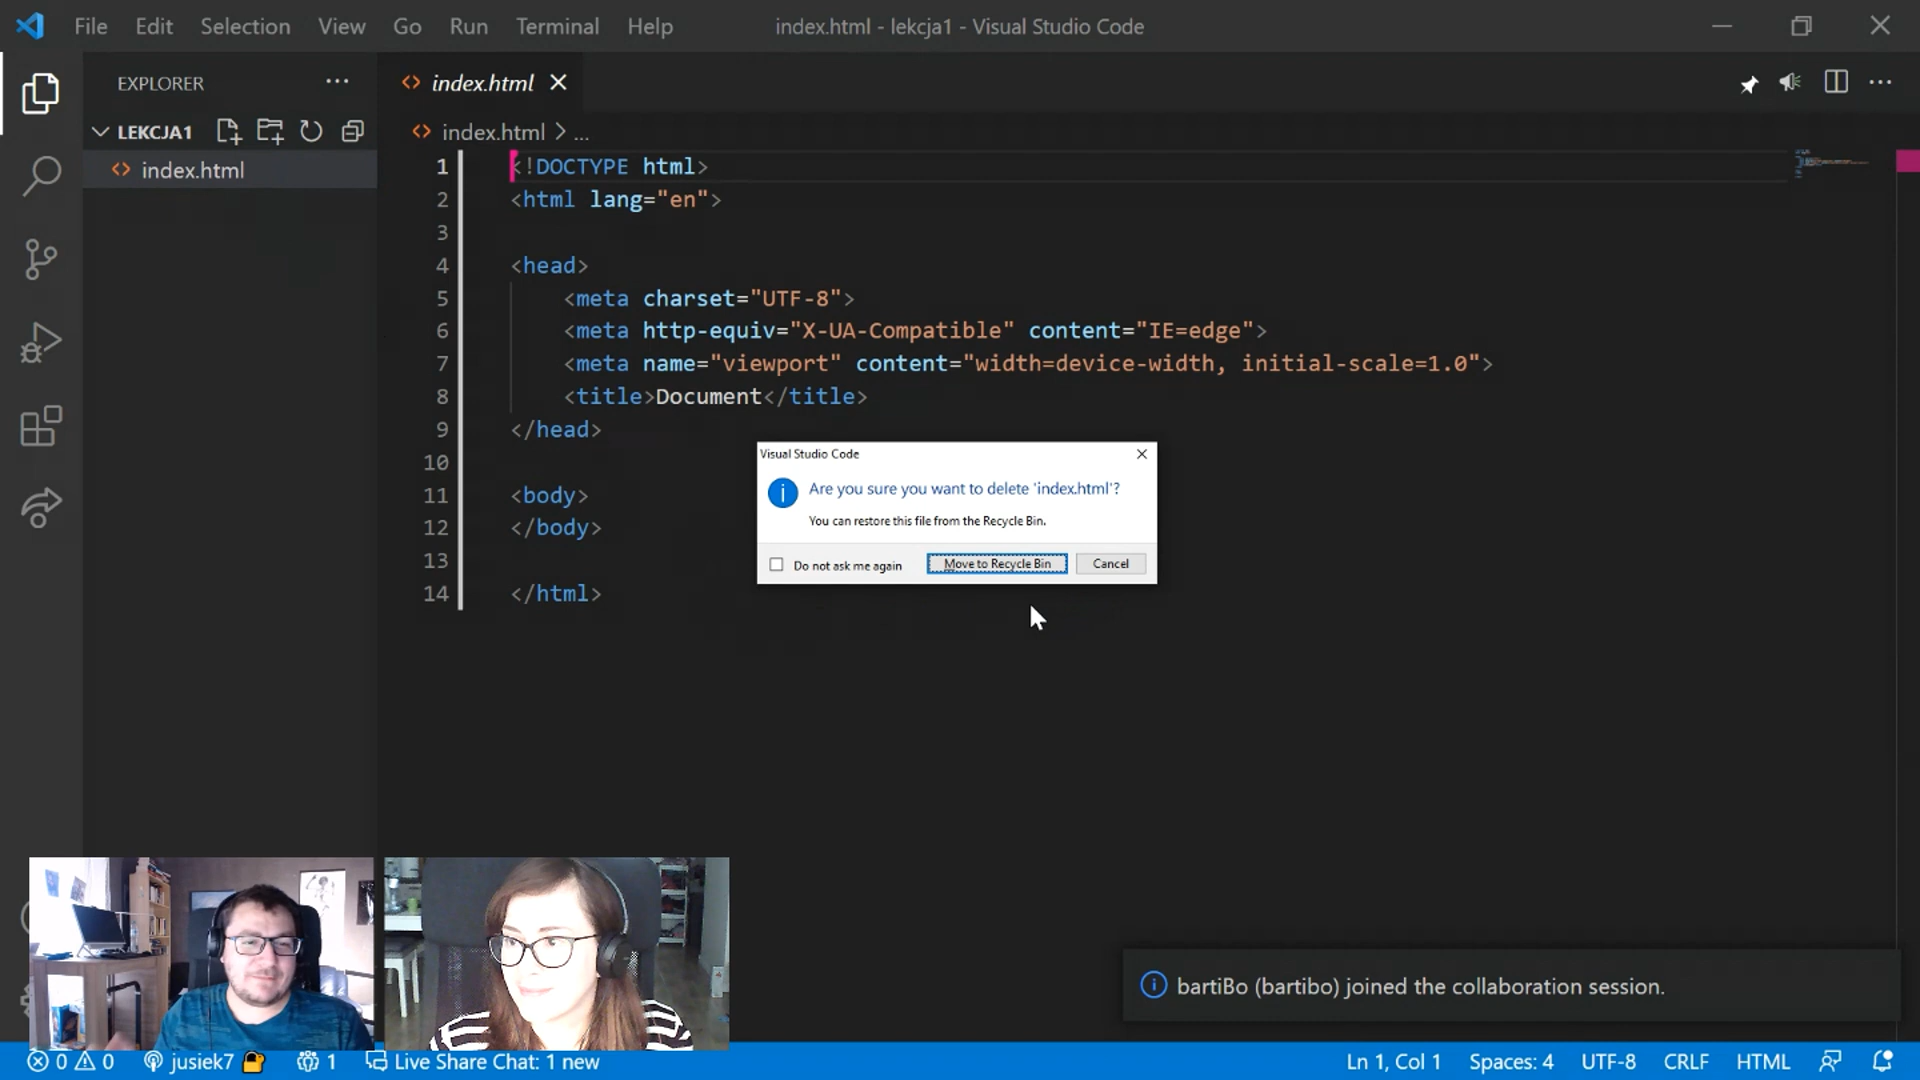 File Edit Selection View Go Run Terminal Help
index.html - lekcja1 - Visual Studio Code
EXPLORER
LEKCJA1
index.html
index.html
index.html > ...
1 <!DOCTYPE html>
2 <html lang="en">
3
4 <head>
5 <meta charset="UTF-8">
6 <meta http-equiv="X-UA-Compatible" content="IE=edge">
7 <meta name="viewport" content="width=device-width, initial-scale=1.0">
8 <title>Document</title>
9 </head>
10
11 <body>
12 </body>
13
14 </html>
Visual Studio Code
Are you sure you want to delete 'index.html'?
You can restore this file from the Recycle Bin.
Do not ask me again
Move to Recycle Bin
Cancel
bartiBo (bartibo) joined the collaboration session.
0 0 jusiek7 1 Live Share Chat: 1 new
Ln 1, Col 1 Spaces: 4 UTF-8 CRLF HTML